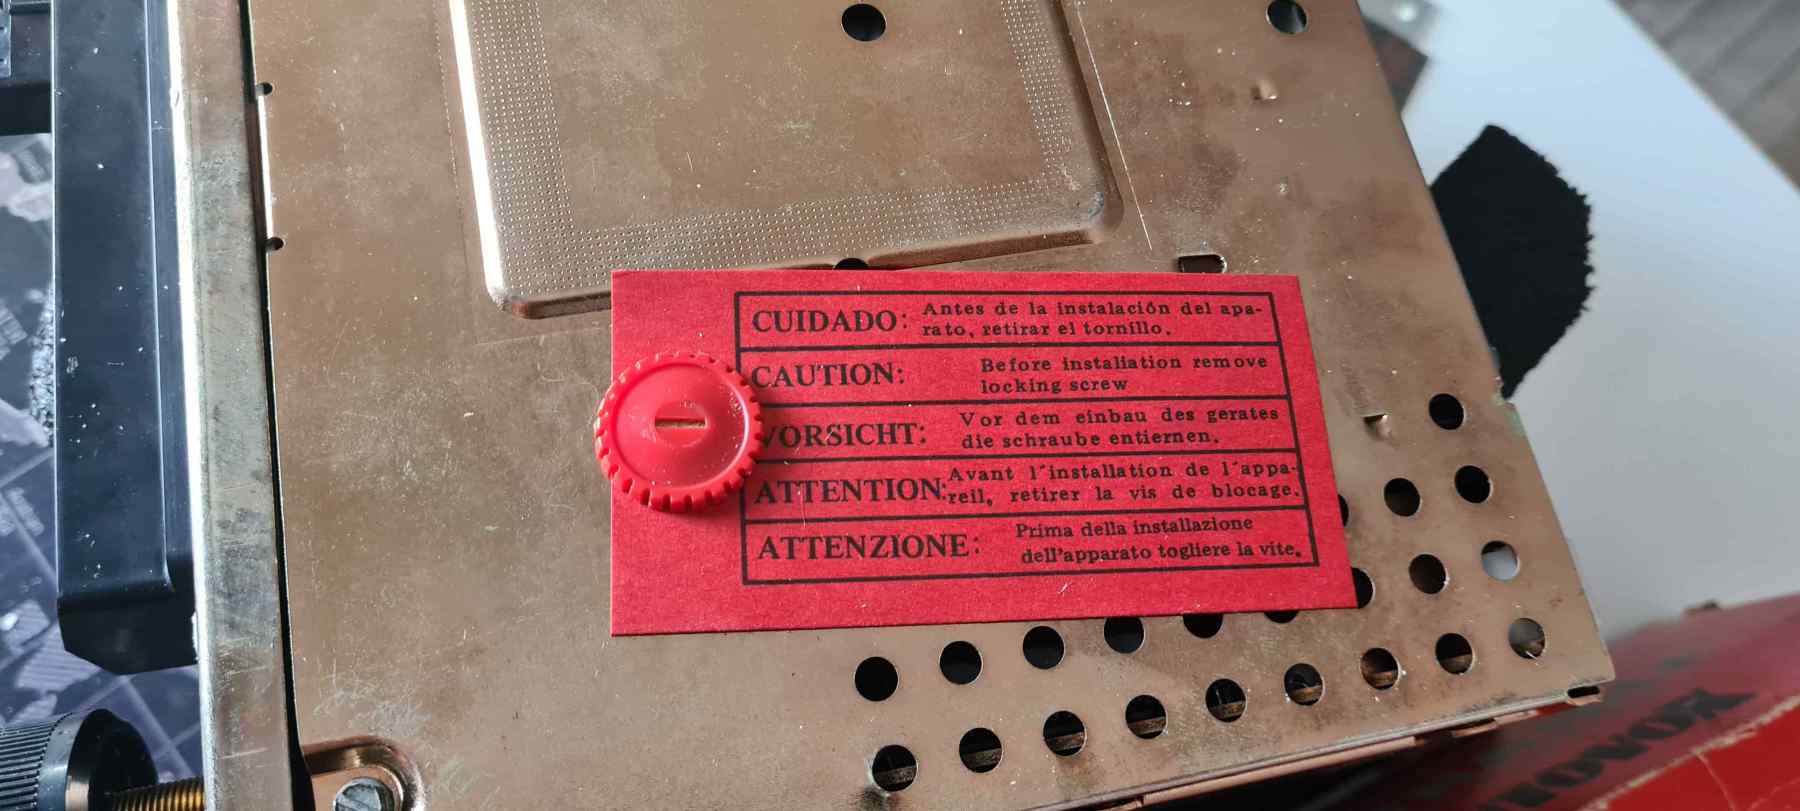 CUIDADO: Antes de la instalación del apa-
rato, retirar el tornillo.
CAUTION: Before installation remove
locking screw
VORSICHT: Vor dem einbau des gerates
die schraube entiernen.
ATTENTION: Avant l'installation de l'appa-
reil, retirer la vis de blocage.
ATTENZIONE: Prima della installazione
dell'apparato togliere la vite.